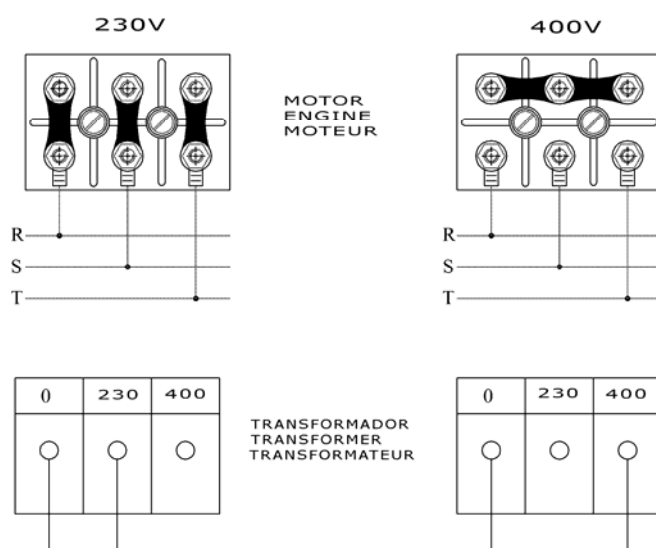 230V
400V
MOTOR
ENGINE
MOTEUR
R
S
T
R
S
T
0 230 400
TRANSFORMADOR
TRANSFORMER
TRANSFORMATEUR
0 230 400